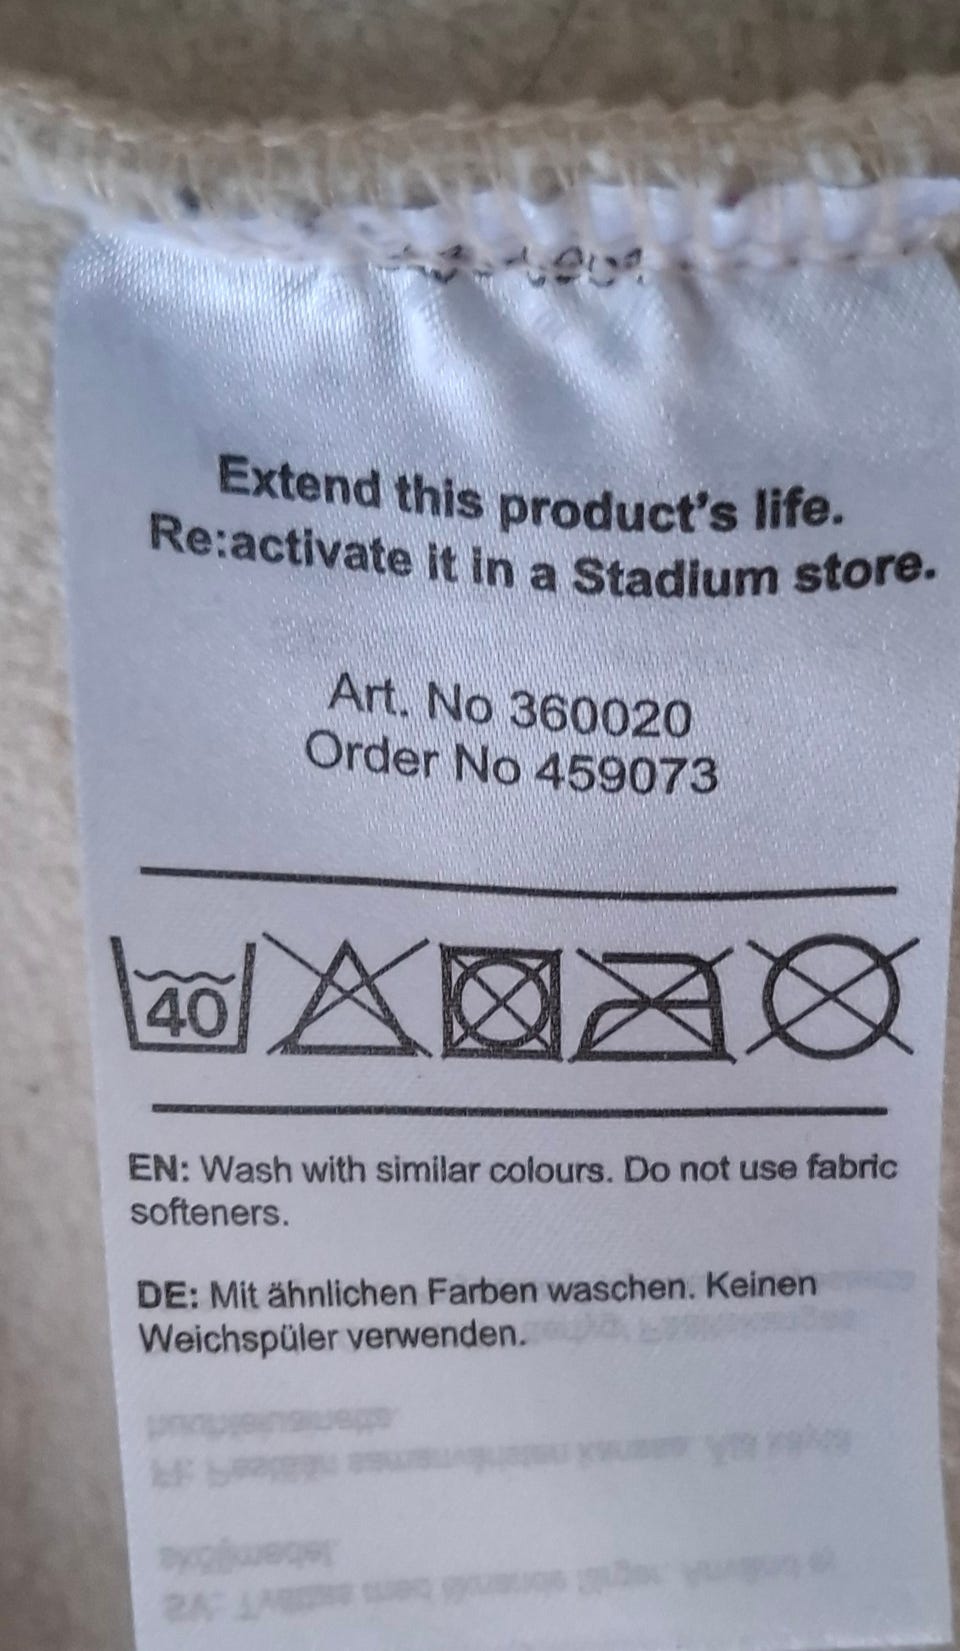 Extend this product's life.
Re:activate it in a Stadium store.
Art. No 360020
Order No 459073
40
EN: Wash with similar colours. Do not use fabric
softeners.
DE: Mit ähnlichen Farben waschen. Keinen
Weichspüler verwenden.